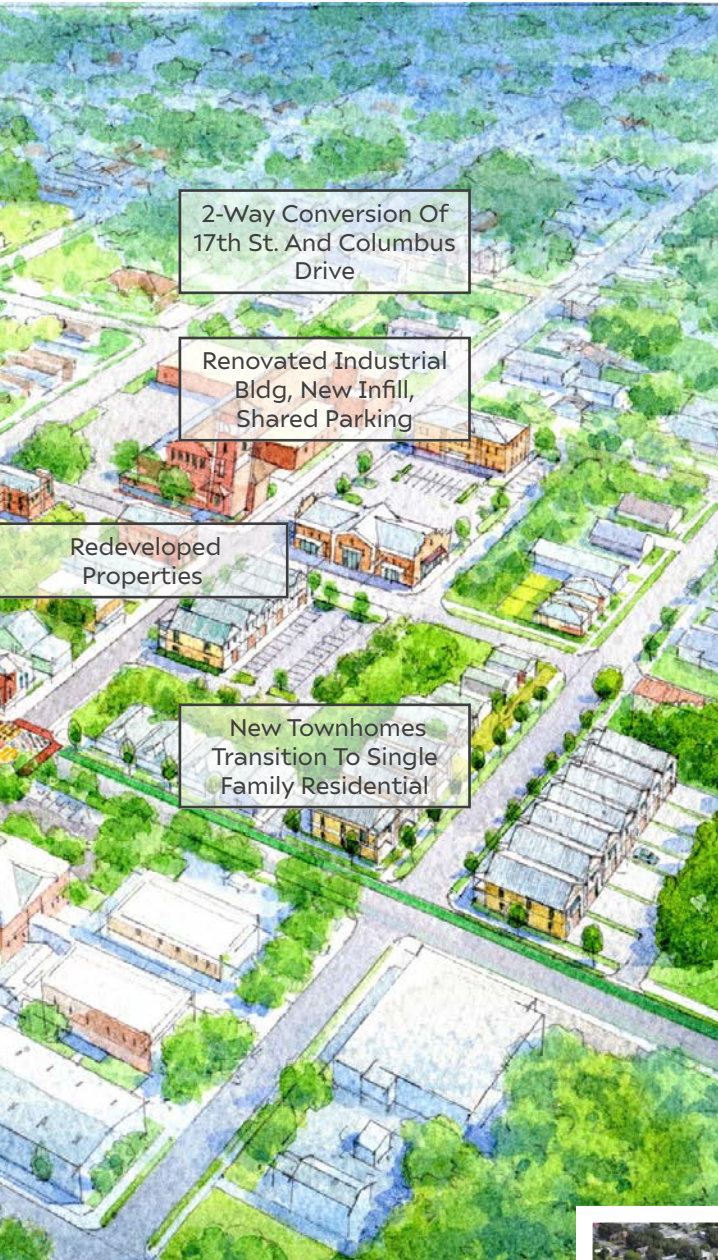 2-Way Conversion Of
17th St. And Columbus
Drive
Renovated Industrial
Bldg, New Infill,
Shared Parking
Redeveloped
Properties
New Townhomes
Transition To Single
Family Residential